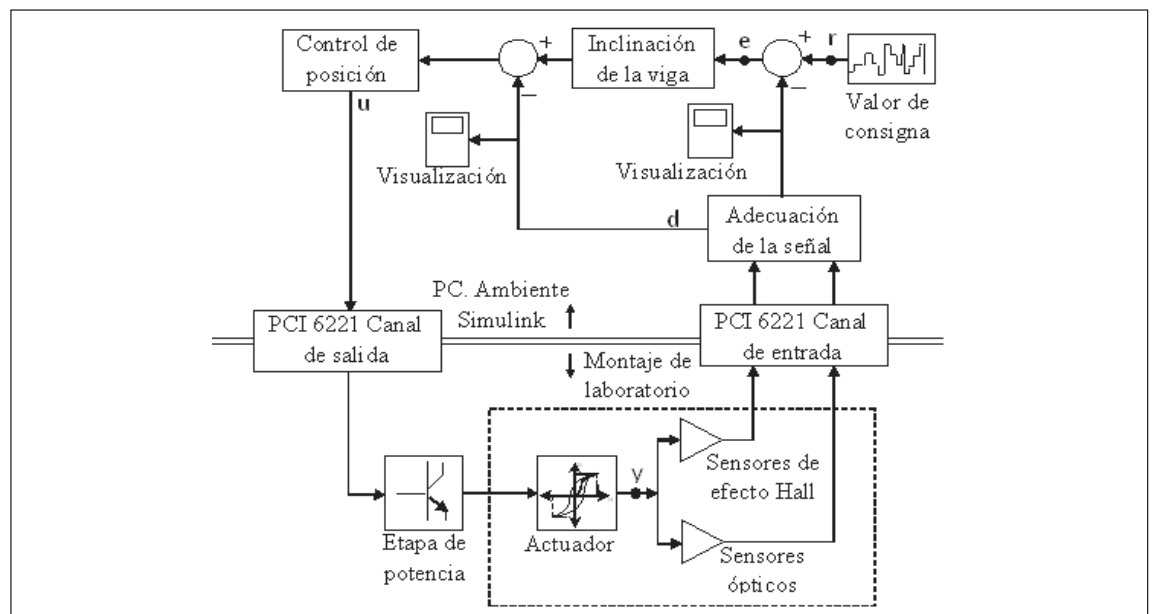 Control de
posición
u
+
−
Inclinación
de la viga
e
+
r
−
Valor de
consigna
Visualización
Visualización
d
Adecuación
de la señal
PC. Ambiente
Simulink
PCI 6221 Canal
de salida
PCI 6221 Canal
de entrada
Montaje de
laboratorio
Etapa de
potencia
Actuador
y
Sensores de
efecto Hall
Sensores
ópticos